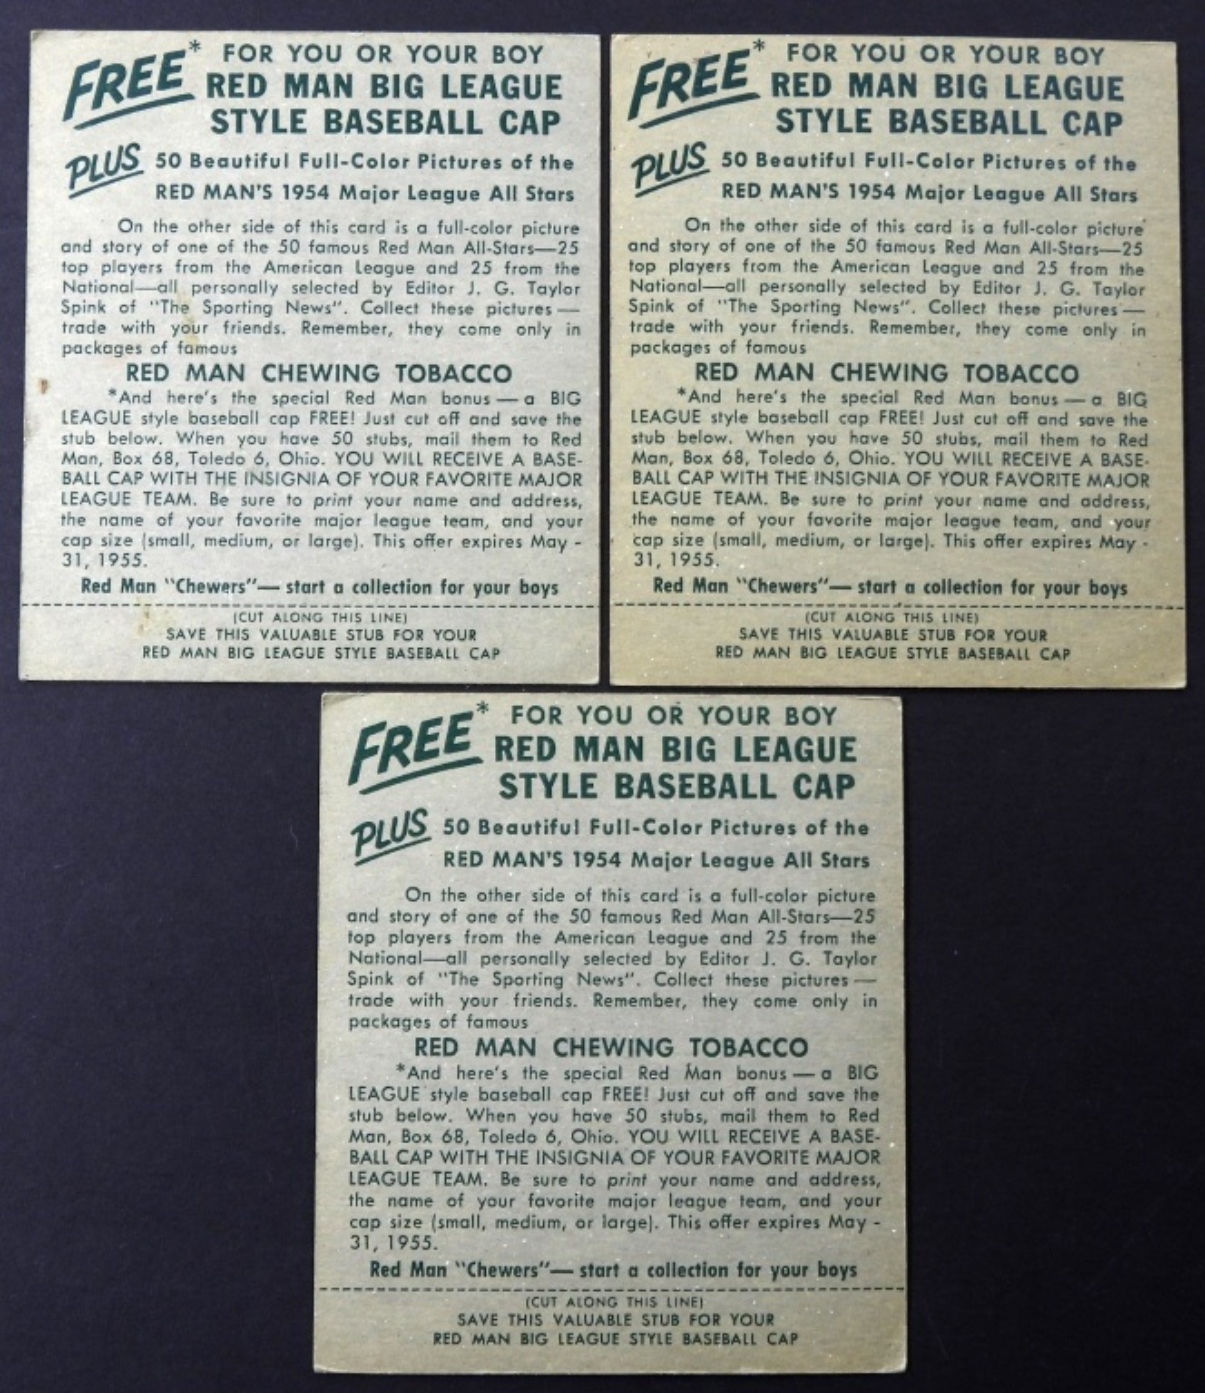 FREE* FOR YOU OR YOUR BOY
RED MAN BIG LEAGUE
STYLE BASEBALL CAP
PLUS 50 Beautiful Full-Color Pictures of the
RED MAN'S 1954 Major League All Stars
On the other side of this card is a full-color picture
and story of one of the 50 famous Red Man All-Stars—25
top players from the American League and 25 from the
National—all personally selected by Editor J. G. Taylor
Spink of "The Sporting News". Collect these pictures —
trade with your friends. Remember, they come only in
packages of famous
RED MAN CHEWING TOBACCO
*And here's the special Red Man bonus — a BIG
LEAGUE style baseball cap FREE! Just cut off and save the
stub below. When you have 50 stubs, mail them to Red
Man, Box 68, Toledo 6, Ohio. YOU WILL RECEIVE A BASE-
BALL CAP WITH THE INSIGNIA OF YOUR FAVORITE MAJOR
LEAGUE TEAM. Be sure to print your name and address,
the name of your favorite major league team, and your
cap size (small, medium, or large). This offer expires May -
31, 1955.
Red Man "Chewers"— start a collection for your boys
(CUT ALONG THIS LINE)
SAVE THIS VALUABLE STUB FOR YOUR
RED MAN BIG LEAGUE STYLE BASEBALL CAP
FREE* FOR YOU OR YOUR BOY
RED MAN BIG LEAGUE
STYLE BASEBALL CAP
PLUS 50 Beautiful Full-Color Pictures of the
RED MAN'S 1954 Major League All Stars
On the other side of this card is a full-color picture
and story of one of the 50 famous Red Man All-Stars—25
top players from the American League and 25 from the
National—all personally selected by Editor J. G. Taylor
Spink of "The Sporting News". Collect these pictures —
trade with your friends. Remember, they come only in
packages of famous
RED MAN CHEWING TOBACCO
*And here's the special Red Man bonus — a BIG
LEAGUE style baseball cap FREE! Just cut off and save the
stub below. When you have 50 stubs, mail them to Red
Man, Box 68, Toledo 6, Ohio. YOU WILL RECEIVE A BASE-
BALL CAP WITH THE INSIGNIA OF YOUR FAVORITE MAJOR
LEAGUE TEAM. Be sure to print your name and address,
the name of your favorite major league team, and your
cap size (small, medium, or large). This offer expires May -
31, 1955.
Red Man "Chewers"— start a collection for your boys
(CUT ALONG THIS LINE)
SAVE THIS VALUABLE STUB FOR YOUR
RED MAN BIG LEAGUE STYLE BASEBALL CAP
FREE* FOR YOU OR YOUR BOY
RED MAN BIG LEAGUE
STYLE BASEBALL CAP
PLUS 50 Beautiful Full-Color Pictures of the
RED MAN'S 1954 Major League All Stars
On the other side of this card is a full-color picture
and story of one of the 50 famous Red Man All-Stars—25
top players from the American League and 25 from the
National—all personally selected by Editor J. G. Taylor
Spink of "The Sporting News". Collect these pictures —
trade with your friends. Remember, they come only in
packages of famous
RED MAN CHEWING TOBACCO
*And here's the special Red Man bonus — a BIG
LEAGUE style baseball cap FREE! Just cut off and save the
stub below. When you have 50 stubs, mail them to Red
Man, Box 68, Toledo 6, Ohio. YOU WILL RECEIVE A BASE-
BALL CAP WITH THE INSIGNIA OF YOUR FAVORITE MAJOR
LEAGUE TEAM. Be sure to print your name and address,
the name of your favorite major league team, and your
cap size (small, medium, or large). This offer expires May -
31, 1955.
Red Man "Chewers"— start a collection for your boys
(CUT ALONG THIS LINE)
SAVE THIS VALUABLE STUB FOR YOUR
RED MAN BIG LEAGUE STYLE BASEBALL CAP